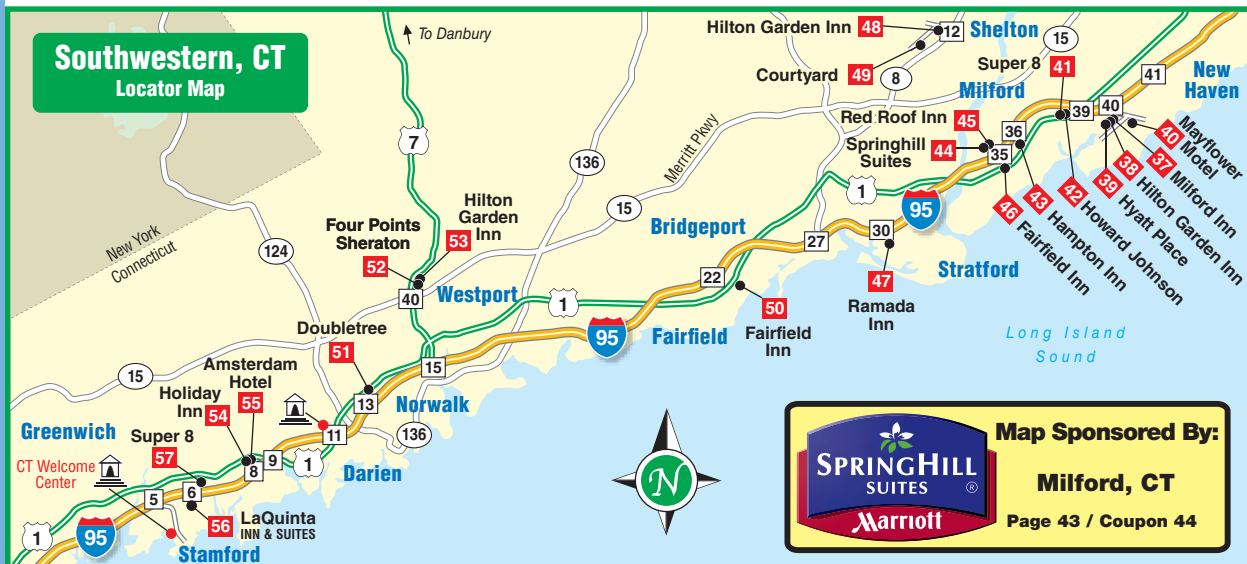 Southwestern, CT
Locator Map
To Danbury
Hilton Garden Inn 48
12
Shelton
15
Courtyard 49
8
Super 8
41
41
New
Haven
Milford
Red Roof Inn
45
Springhill
Suites
44
36
35
39
40
Mayflower
Motel
40
37 Milford Inn
38 Hilton Garden Inn
39 Hyatt Place
42 Howard Johnson
43 Hampton Inn
46 Fairfield Inn
7
136
Merritt Pkwy
15
1
95
New York
Connecticut
124
Four Points
Sheraton
52
Hilton
Garden
Inn
53
40
Westport
Bridgeport
27
30
47
Ramada
Inn
Stratford
22
1
50
Fairfield
Inn
95
Fairfield
Long Island
Sound
Doubletree
51
15
13
Norwalk
136
15
Amsterdam
Hotel
55
Holiday
Inn 54
11
1
Darien
8
9
Greenwich
Super 8
57
CT Welcome
Center
5
6
56
LaQuinta
INN & SUITES
1
95
Stamford
N
SPRINGHILL
SUITES ®
Marriott
Map Sponsored By:
Milford, CT
Page 43 / Coupon 44